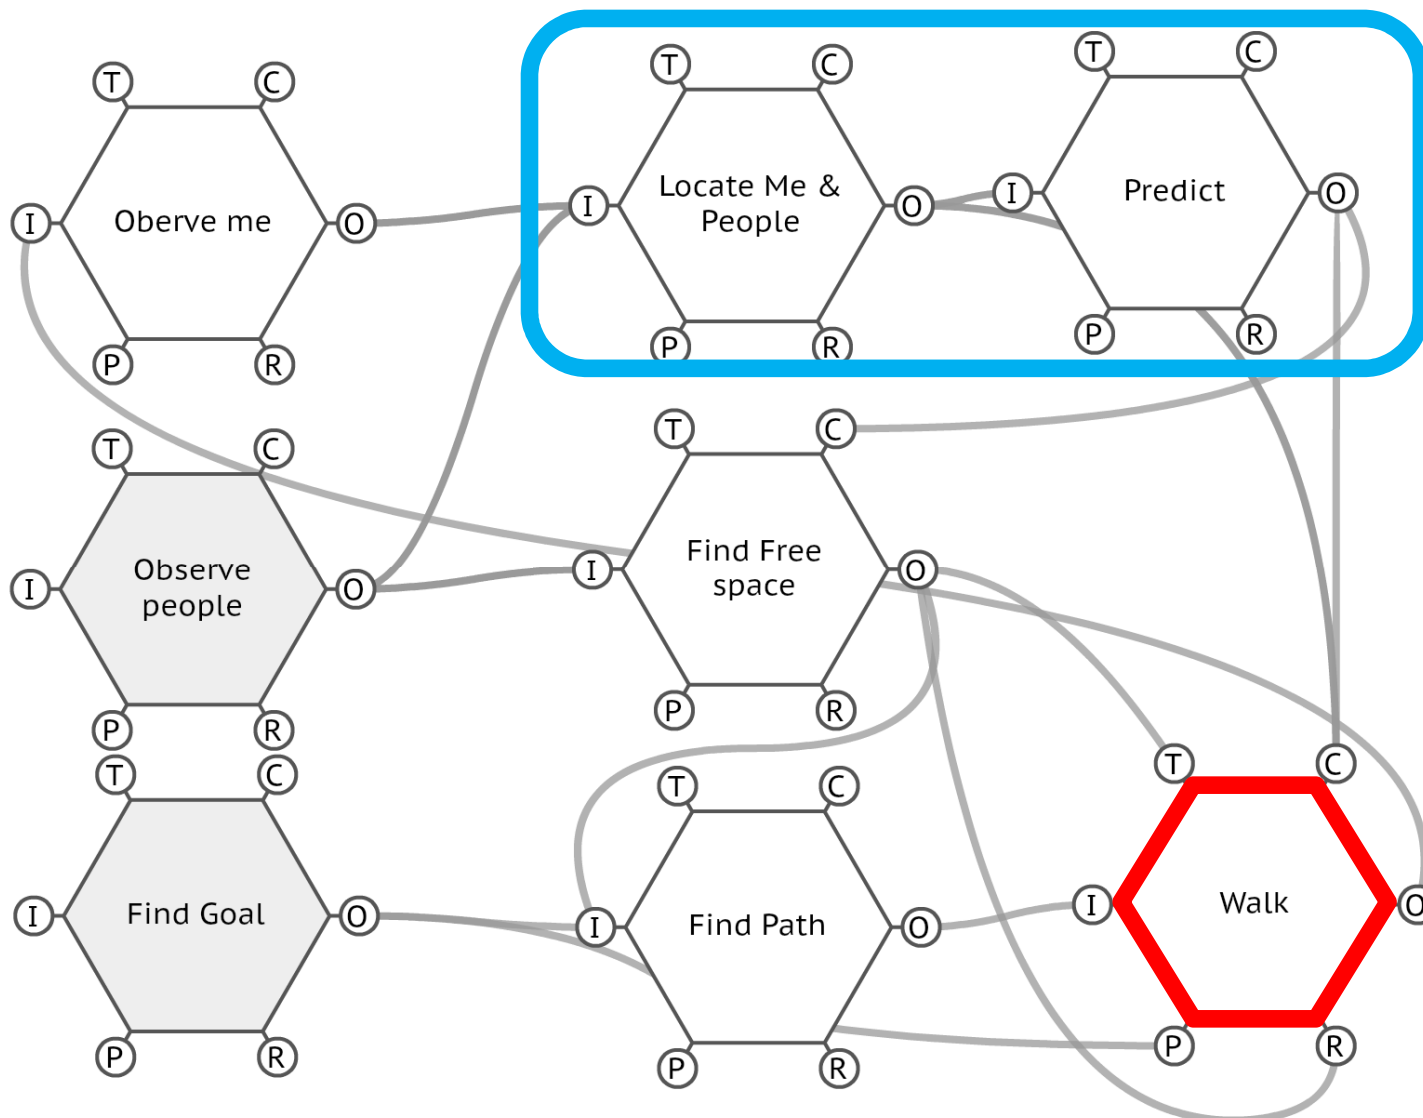 T C
T C
T C
I Oberve me O
I Locate Me &
People O
I Predict O
P R
P R
P R
T C
T C
I Observe
people O
I Find Free
space O
P R
P R
T C
T C
T C
I Find Goal O
I Find Path O
I Walk O
P R
P R
P R